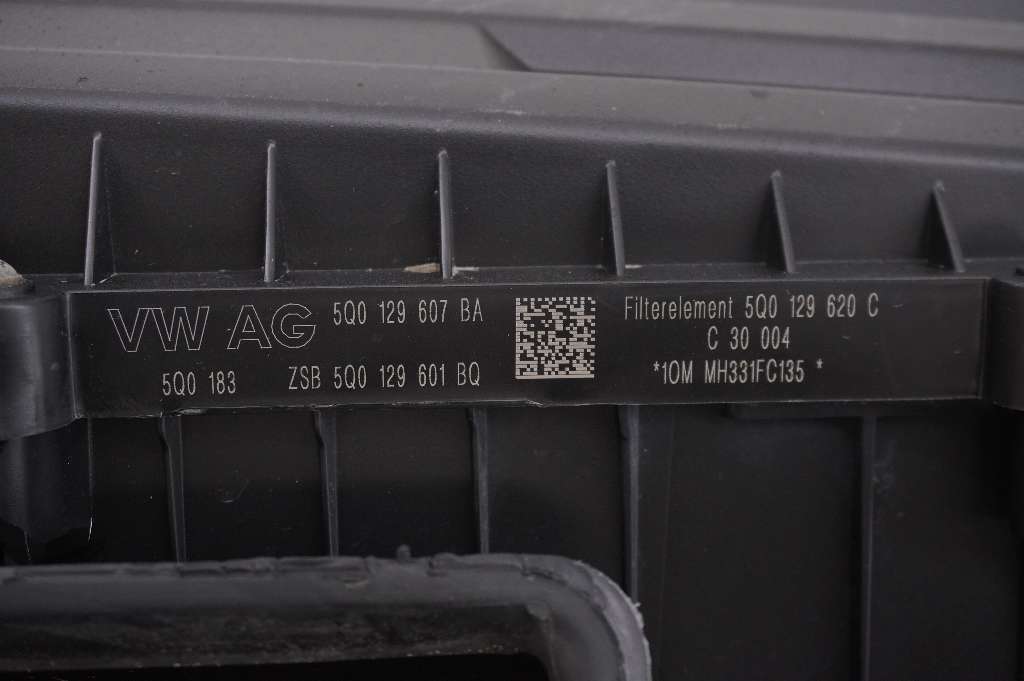 VW AG 5Q0 129 607 BA
5Q0 183 ZSB 5Q0 129 601 BQ
Filterelement 5Q0 129 620 C
C 30 004
*1OM MH331FC135 *